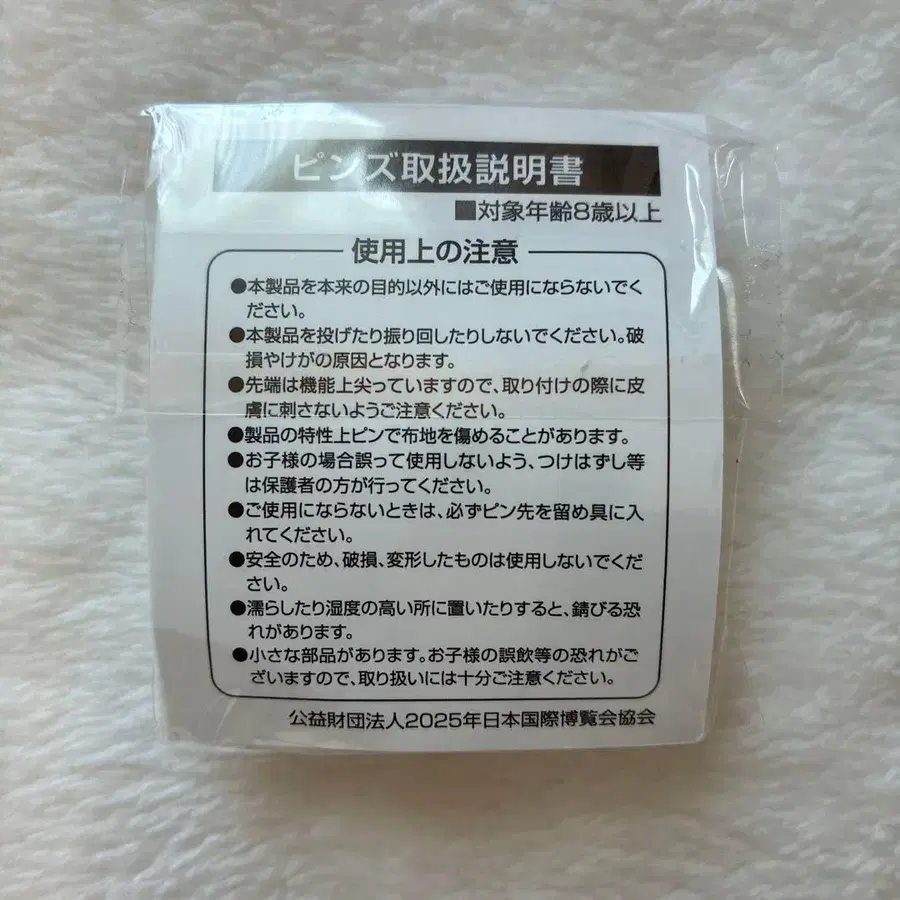 ピンズ取扱説明書
■対象年齢8歳以上
使用上の注意
●本製品を本来の目的以外にはご使用にならないでく
ださい。
●本製品を投げたり振り回したりしないでください。破
損やけがの原因となります。
●先端は機能上尖っていますので、取り付けの際に皮
膚に刺さないようご注意ください。
●製品の特性上ピンで布地を傷めることがあります。
●お子様の場合誤って使用しないよう、つけはずし等
は保護者の方が行ってください。
●ご使用にならないときは、必ずピン先を留め具に入
れてください。
●安全のため、破損、変形したものは使用しないでくだ
さい。
●濡らしたり湿度の高い所に置いたりすると、錆びる恐
れがあります。
●小さな部品があります。お子様の誤飲等の恐れがご
ざいますので、取り扱いには十分ご注意ください。
公益財団法人2025年日本国際博覧会協会